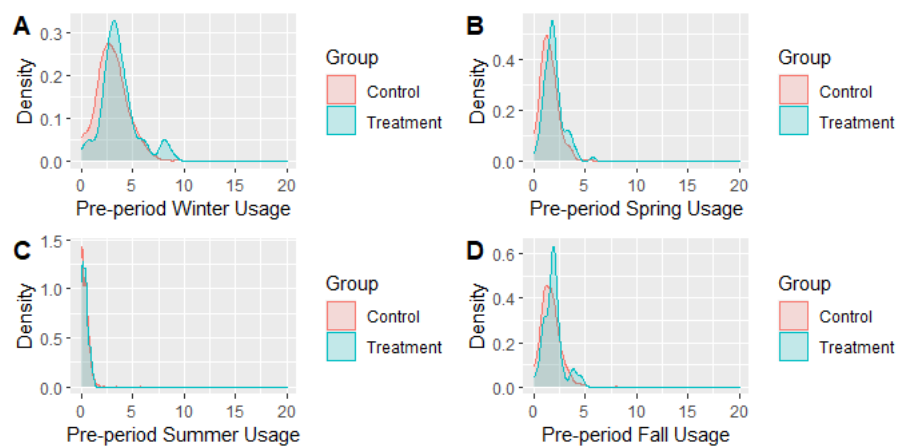 A
0.3
0.2
0.1
0.0
Density
0 5 10 15 20
Pre-period Winter Usage
Group
Control
Treatment
B
0.4
0.2
0.0
Density
0 5 10 15 20
Pre-period Spring Usage
Group
Control
Treatment
C
1.5
1.0
0.5
0.0
Density
0 5 10 15 20
Pre-period Summer Usage
Group
Control
Treatment
D
0.6
0.4
0.2
0.0
Density
0 5 10 15 20
Pre-period Fall Usage
Group
Control
Treatment